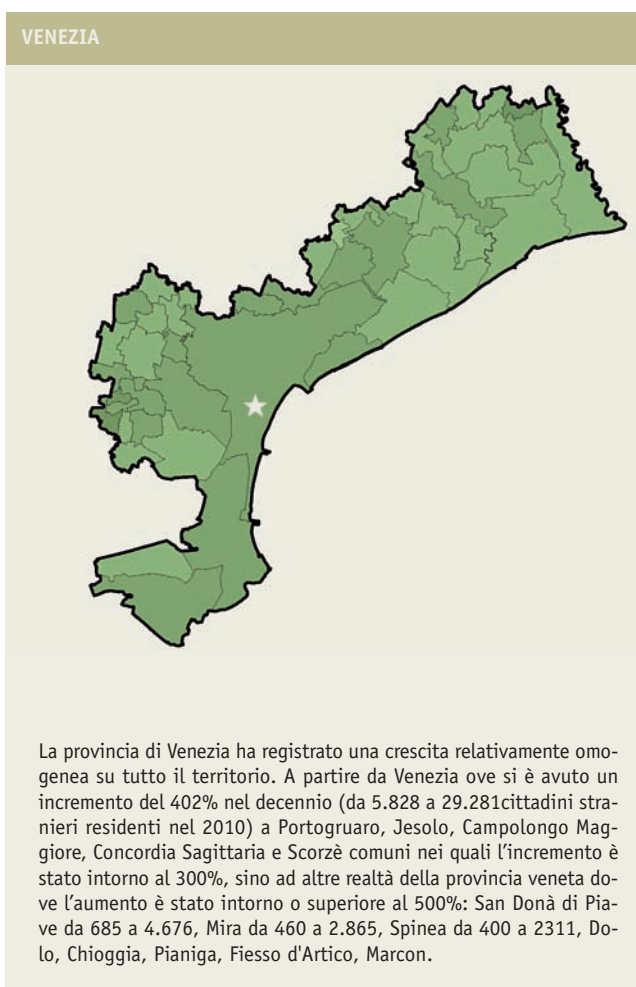 VENEZIA
La provincia di Venezia ha registrato una crescita relativamente omo-
genea su tutto il territorio. A partire da Venezia ove si è avuto un
incremento del 402% nel decennio (da 5.828 a 29.281cittadini stra-
nieri residenti nel 2010) a Portogruaro, Jesolo, Campolongo Mag-
giore, Concordia Sagittaria e Scorzè comuni nei quali l'incremento è
stato intorno al 300%, sino ad altre realtà della provincia veneta do-
ve l'aumento è stato intorno o superiore al 500%: San Donà di Pia-
ve da 685 a 4.676, Mira da 460 a 2.865, Spinea da 400 a 2311, Do-
lo, Chioggia, Pianiga, Fiesso d'Artico, Marcon.